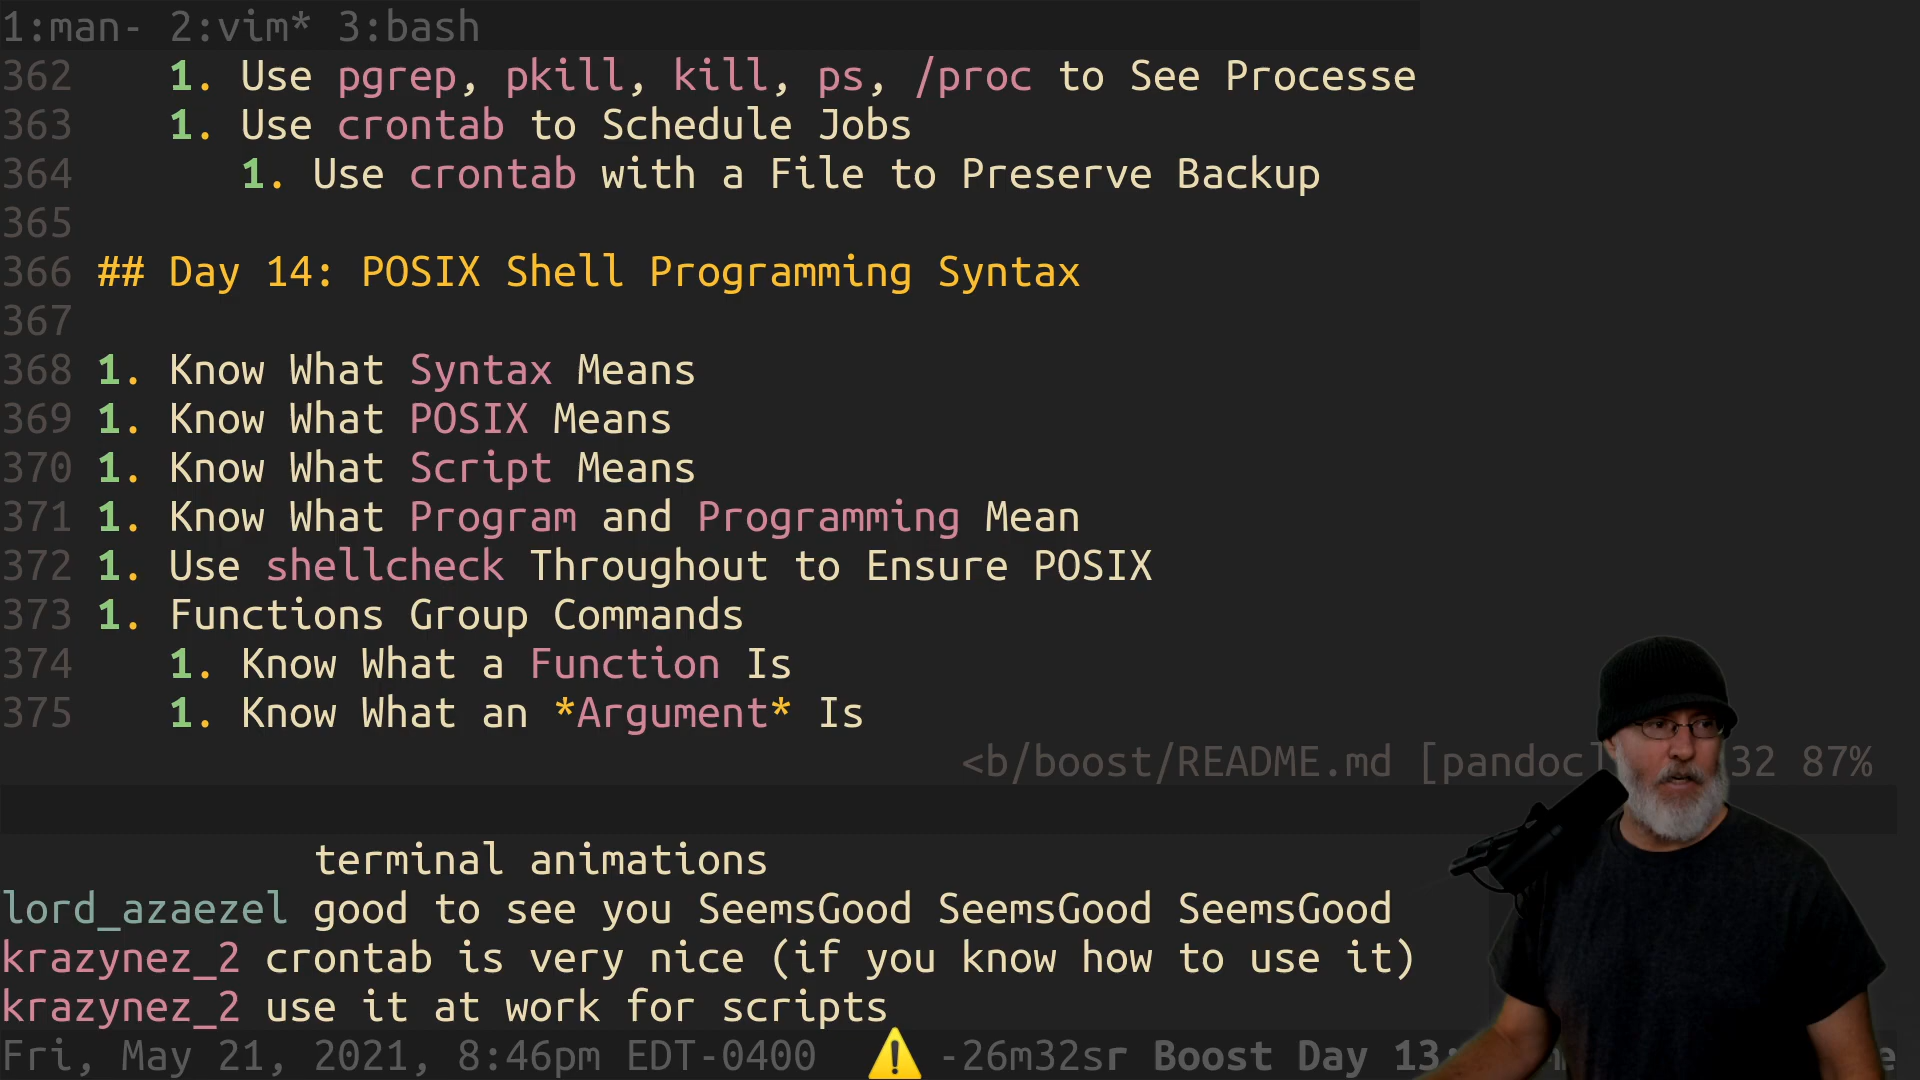 1:man- 2:vim* 3:bash
362 1. Use pgrep, pkill, kill, ps, /proc to See Processe
363 1. Use crontab to Schedule Jobs
364 1. Use crontab with a File to Preserve Backup
365
366 ## Day 14: POSIX Shell Programming Syntax
367
368 1. Know What Syntax Means
369 1. Know What POSIX Means
370 1. Know What Script Means
371 1. Know What Program and Programming Mean
372 1. Use shellcheck Throughout to Ensure POSIX
373 1. Functions Group Commands
374 1. Know What a Function Is
375 1. Know What an *Argument* Is
<b/boost/README.md [pandoc] 32 87%
terminal animations
lord_azaezel good to see you SeemsGood SeemsGood SeemsGood
krazynez_2 crontab is very nice (if you know how to use it)
krazynez_2 use it at work for scripts
Fri, May 21, 2021, 8:46pm EDT-0400 ⚠️ -26m32sr Boost Day 13: